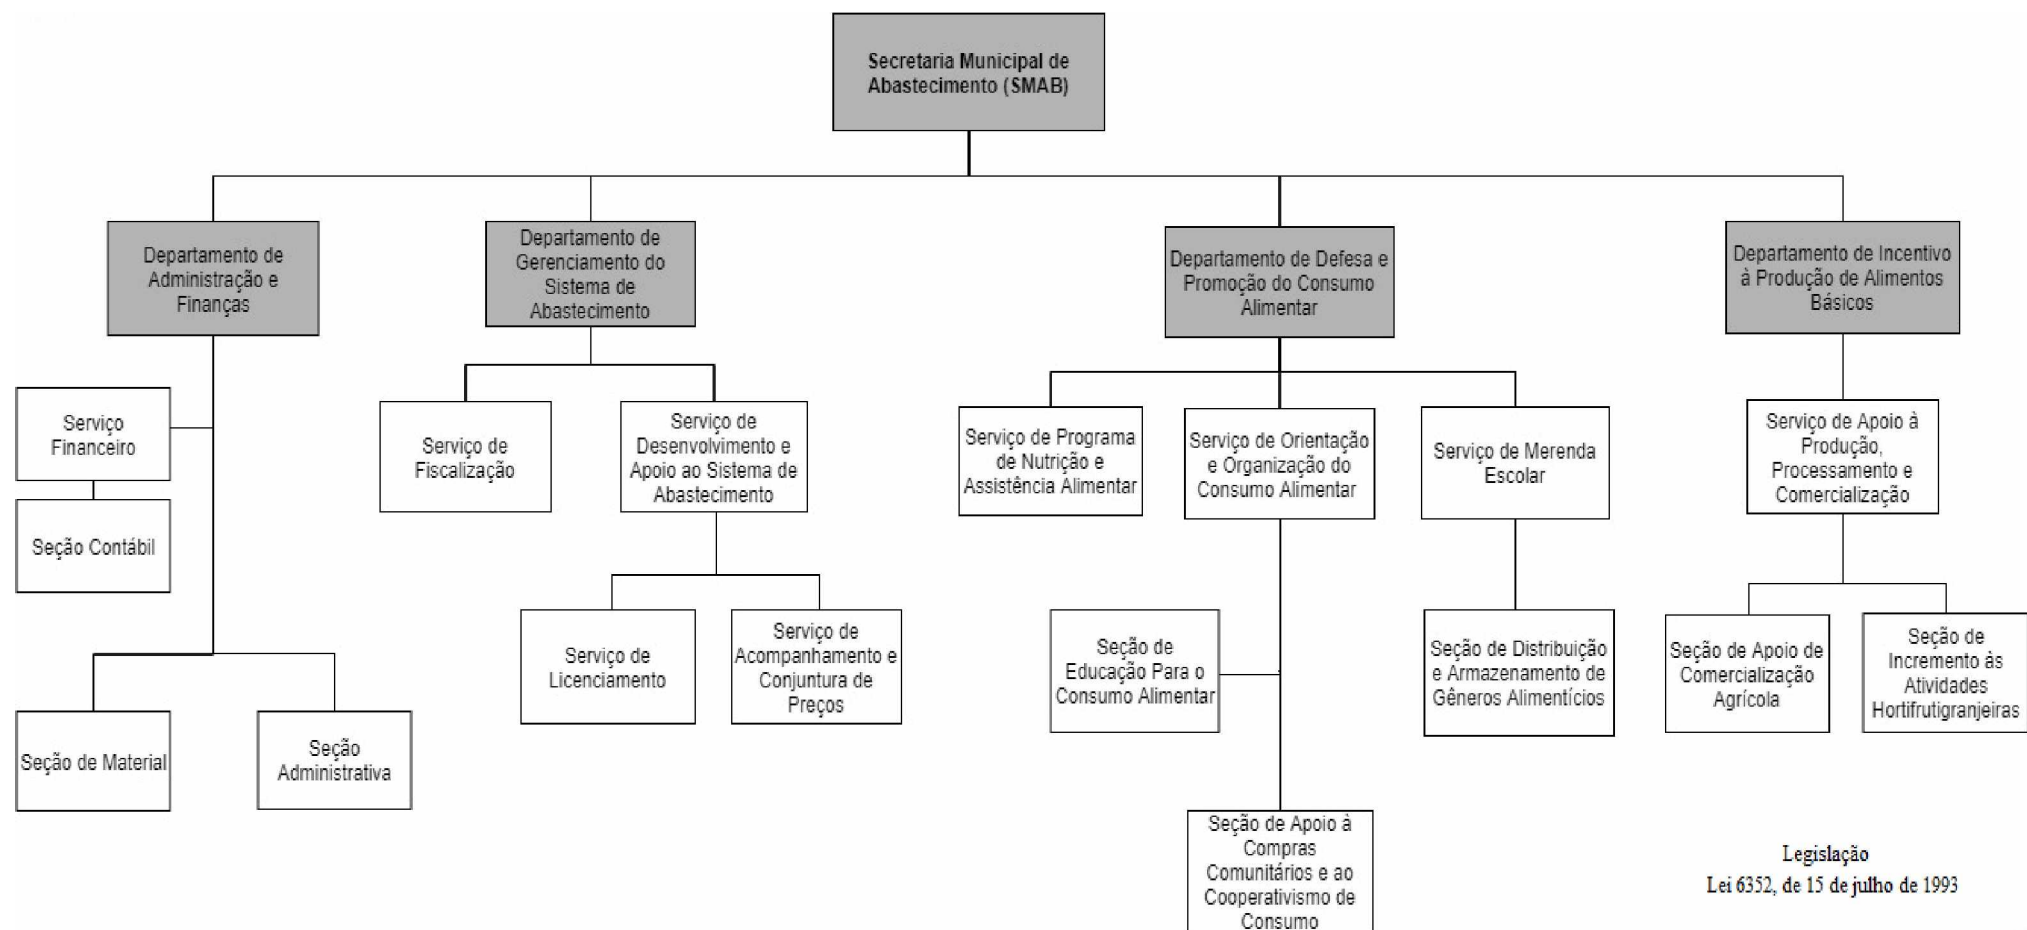 Secretaria Municipal de
Abastecimento (SMAB)
Departamento de
Administração e
Finanças
Departamento de
Gerenciamento do
Sistema de
Abastecimento
Departamento de Defesa e
Promoção do Consumo
Alimentar
Departamento de Incentivo
à Produção de Alimentos
Básicos
Serviço
Financeiro
Serviço de
Fiscalização
Serviço de
Desenvolvimento e
Apoio ao Sistema de
Abastecimento
Serviço de Programa
de Nutrição e
Assistência Alimentar
Serviço de Orientação
e Organização do
Consumo Alimentar
Serviço de Merenda
Escolar
Serviço de Apoio à
Produção,
Processamento e
Comercialização
Seção Contábil
Serviço de
Licenciamento
Serviço de
Acompanhamento e
Conjuntura de
Preços
Seção de
Educação Para o
Consumo Alimentar
Seção de Distribuição
e Armazenamento de
Gêneros Alimentícios
Seção de Apoio de
Comercialização
Agrícola
Seção de
Incremento às
Atividades
Hortifrutigranjeiras
Seção de Material
Seção
Administrativa
Seção de Apoio à
Compras
Comunitários e ao
Cooperativismo de
Consumo
Legislação
Lei 6352, de 15 de julho de 1993